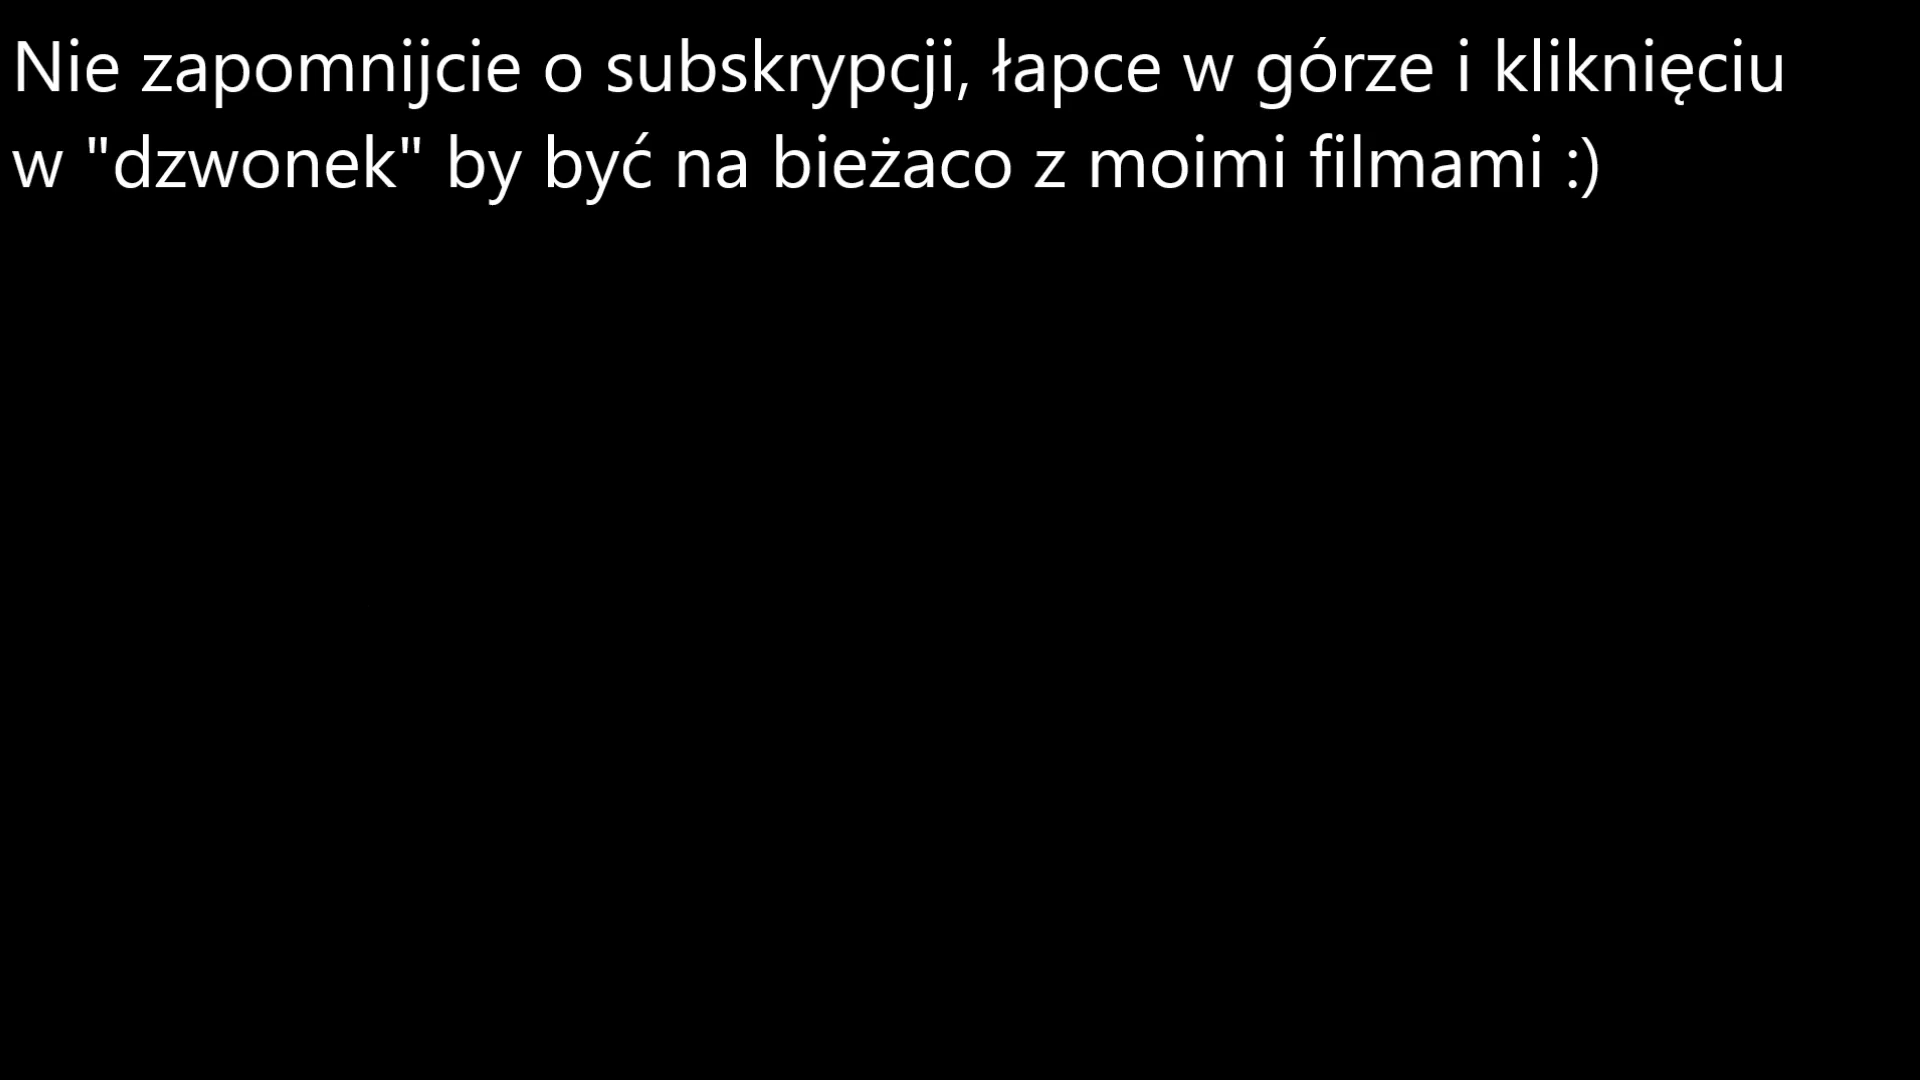 Nie zapomnijcie o subskrypcji, łapce w górze i kliknięciu
w "dzwonek" by być na bieżaco z moimi filmami :)